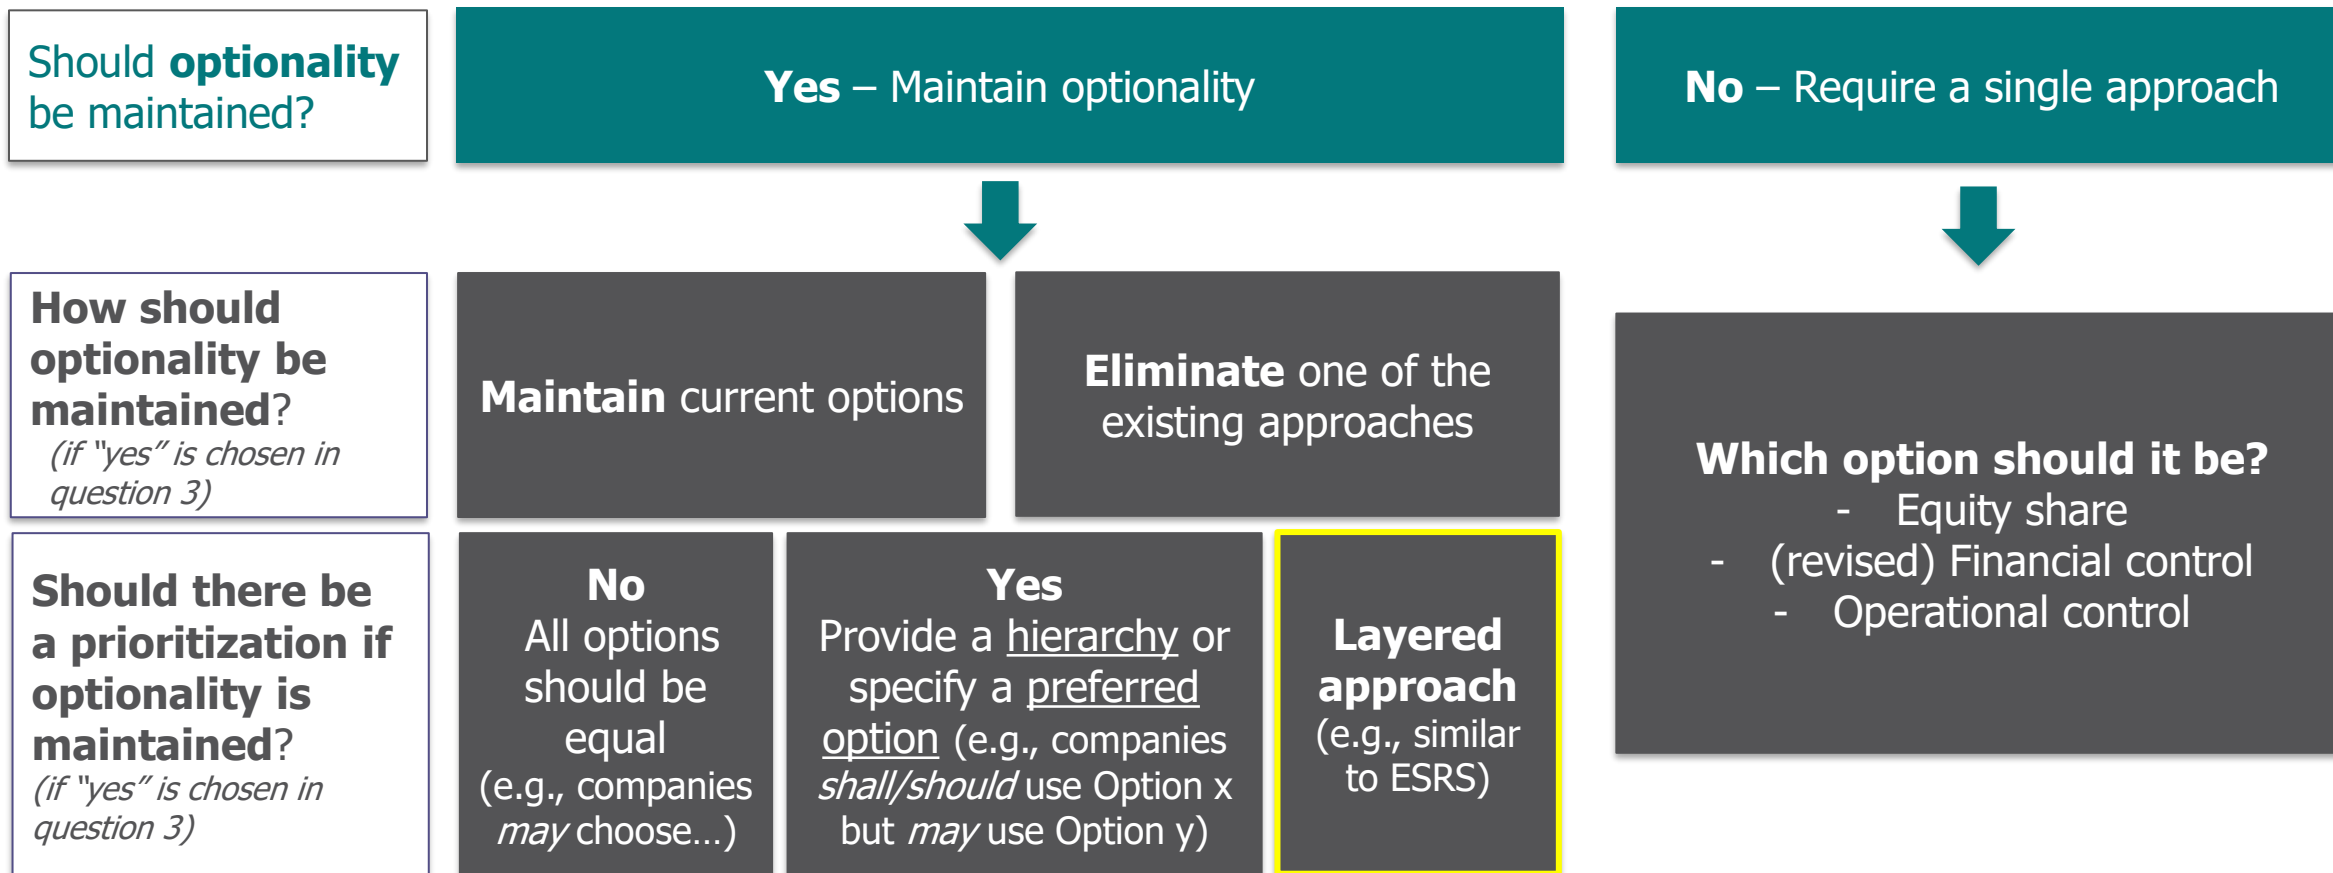 Should optionality
be maintained?
Yes – Maintain optionality
No – Require a single approach
How should
optionality be
maintained?
(if "yes" is chosen in
question 3)
Maintain current options
Eliminate one of the
existing approaches
Which option should it be?
- Equity share
- (revised) Financial control
- Operational control
Should there be
a prioritization if
optionality is
maintained?
(if "yes" is chosen in
question 3)
No
All options
should be
equal
(e.g., companies
may choose…)
Yes
Provide a hierarchy or
specify a preferred
option (e.g., companies
shall/should use Option x
but may use Option y)
Layered
approach
(e.g., similar
to ESRS)